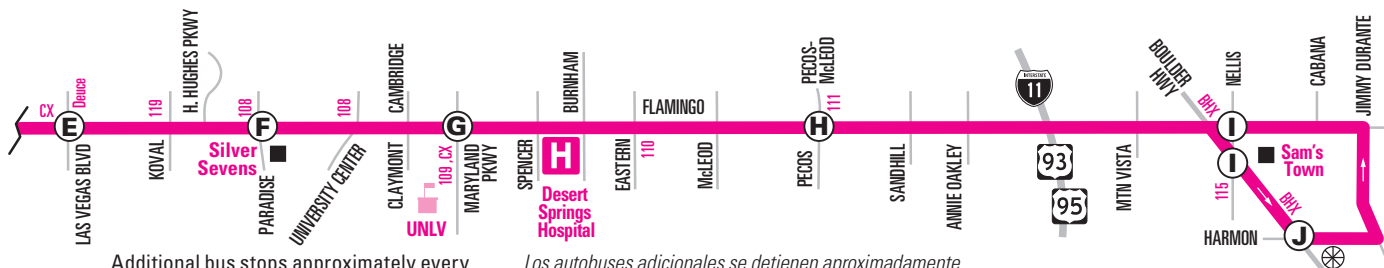 CX
Deuce
E
LAS VEGAS BLVD
119
KOVAL
H. HUGHES PKWY
108
F
Silver
Sevens
PARADISE
108
UNIVERSITY CENTER
CAMBRIDGE
CLAYMONT
UNLV
G
109 ,CX
MARYLAND
PKWY
SPENCER
BURNHAM
H
Desert
Springs
Hospital
EASTERN
110
FLAMINGO
McLEOD
PECOS-
McLEOD
111
H
PECOS
SANDHILL
ANNIE OAKLEY
INTERSTATE
11
93
95
MTN VISTA
BOULDER
HWY
BHX
NELLIS
I
I
115
Sam's
Town
CABANA
JIMMY DURANTE
BHX
HARMON
J
Additional bus stops approximately every
Los autobuses adicionales se detienen aproximadamente